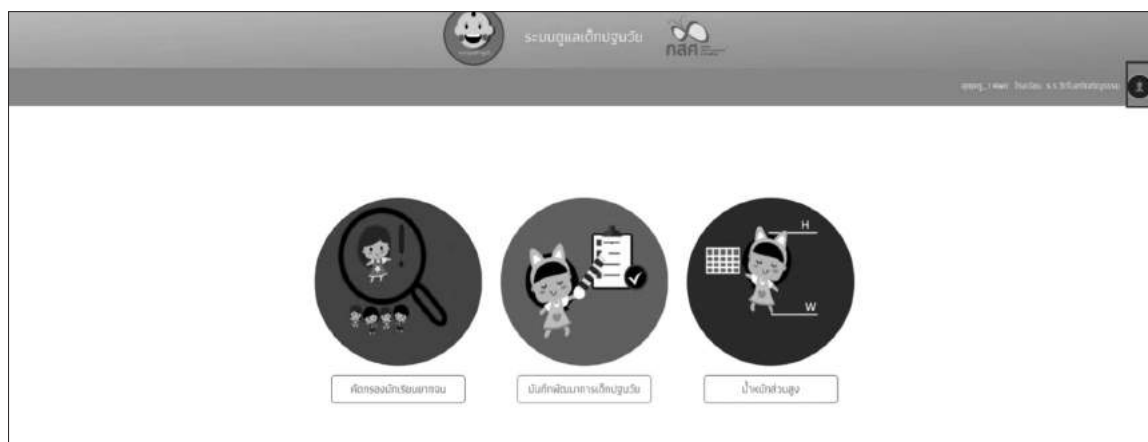 ระบบดูแลเด็กปฐมวัย
กสศ
H
W
คัดกรองนักเรียนยากจน
บันทึกพัฒนาการเด็กปฐมวัย
น้ำหนักส่วนสูง